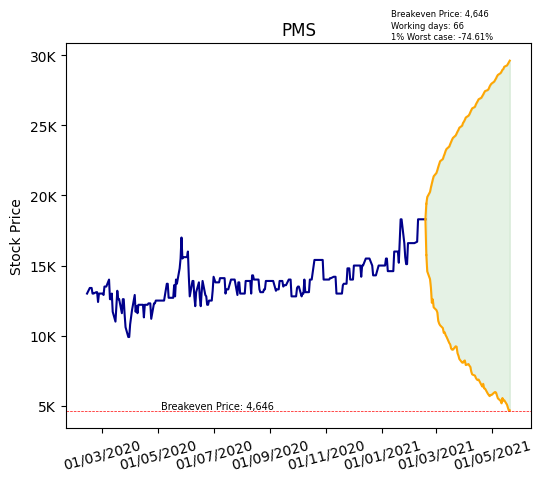 Breakeven Price: 4,646
Working days: 66
1% Worst case: -74.61%
PMS
Stock Price
30K
25K
20K
15K
10K
5K
Breakeven Price: 4,646
01/03/2020
01/05/2020
01/07/2020
01/09/2020
01/11/2020
01/01/2021
01/03/2021
01/05/2021